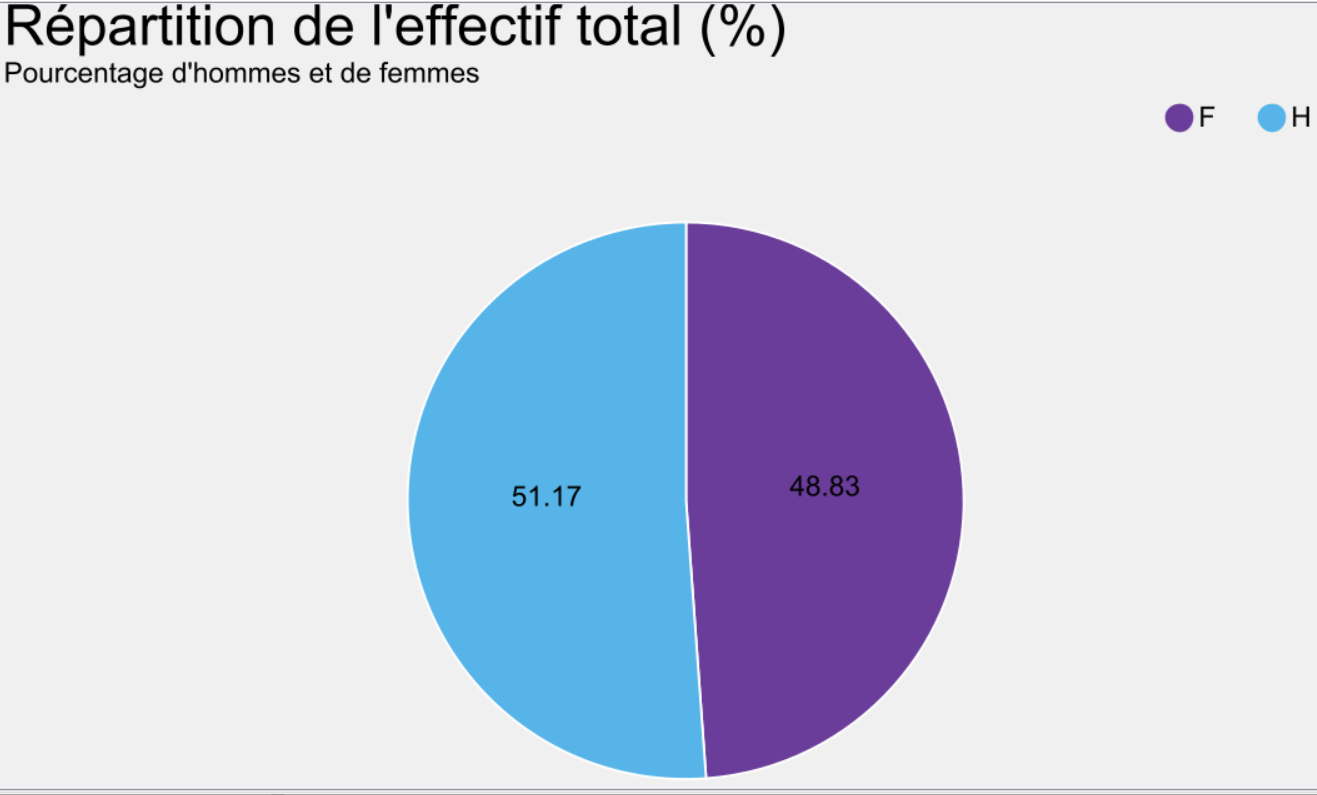 Répartition de l'effectif total (%)
Pourcentage d'hommes et de femmes
F H
51.17
48.83